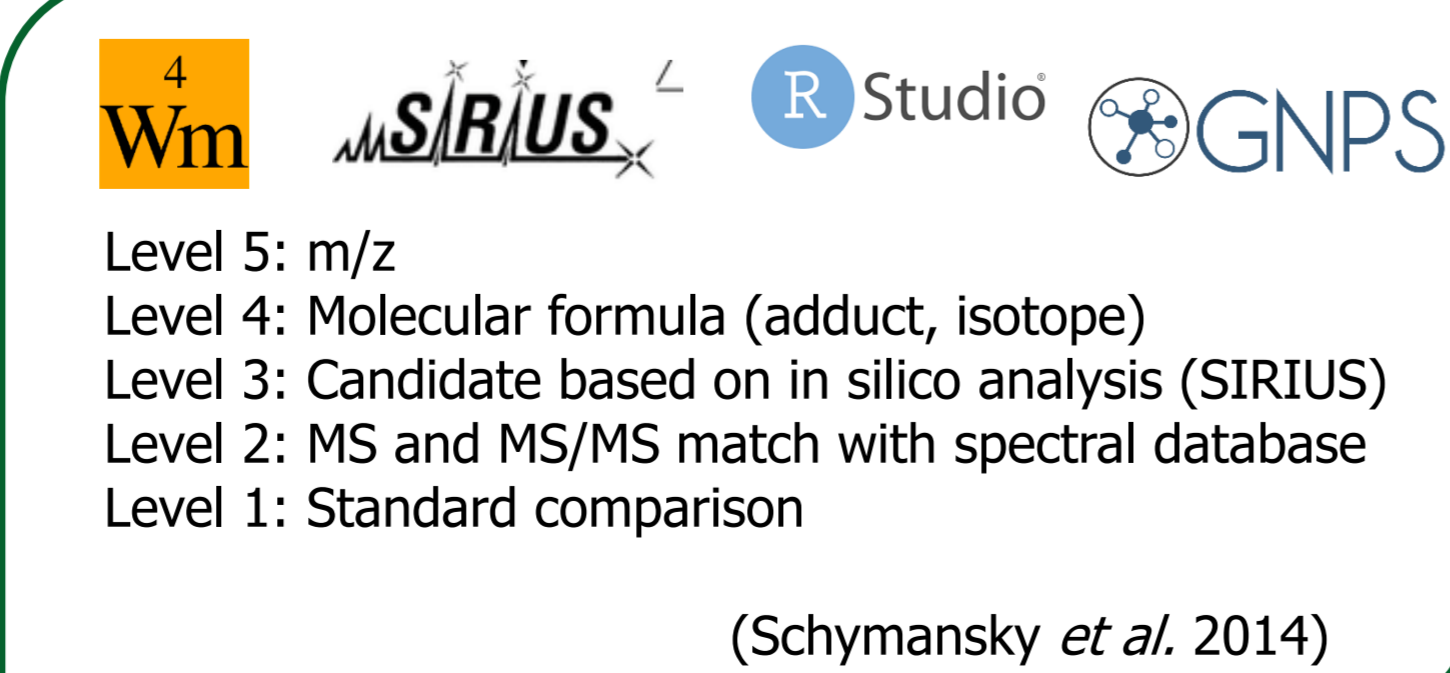 4
Wm
SIRIUS
R Studio®
GNPS
Level 5: m/z
Level 4: Molecular formula (adduct, isotope)
Level 3: Candidate based on in silico analysis (SIRIUS)
Level 2: MS and MS/MS match with spectral database
Level 1: Standard comparison
(Schymansky et al. 2014)